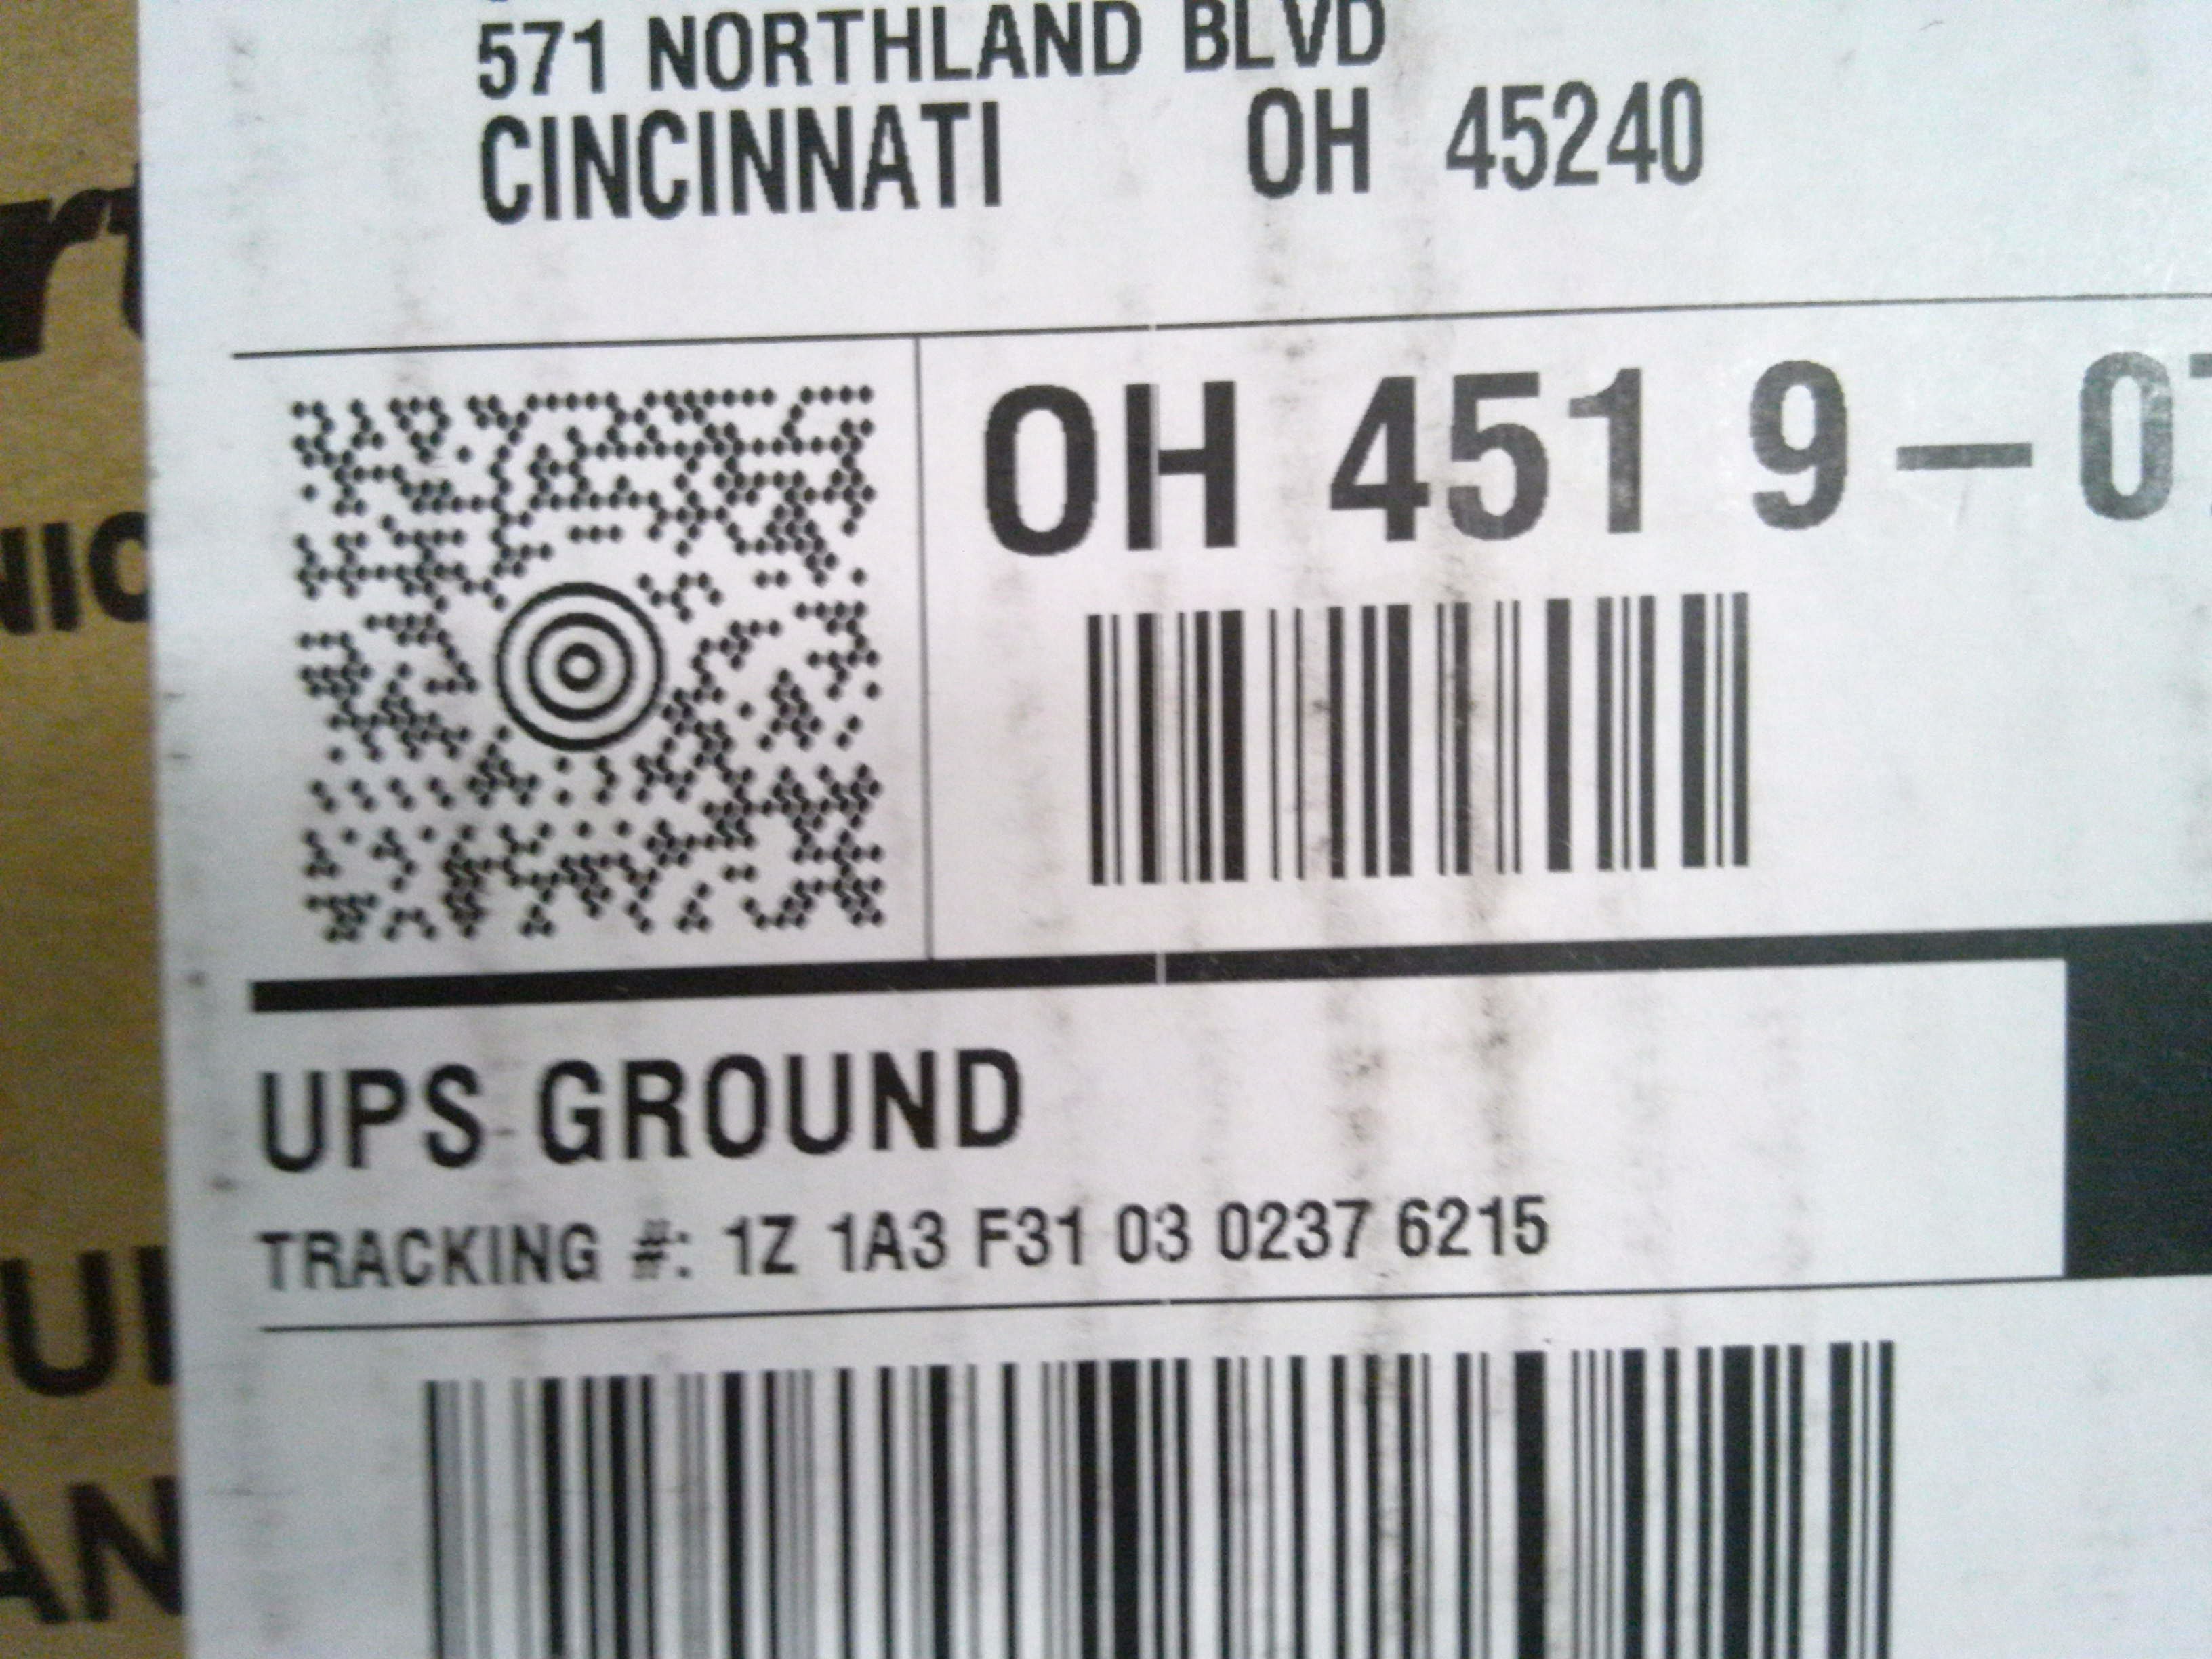 571 NORTHLAND BLVD
CINCINNATI OH 45240
OH 451 9-0
UPS GROUND
TRACKING #: 1Z 1A3 F31 03 0237 6215